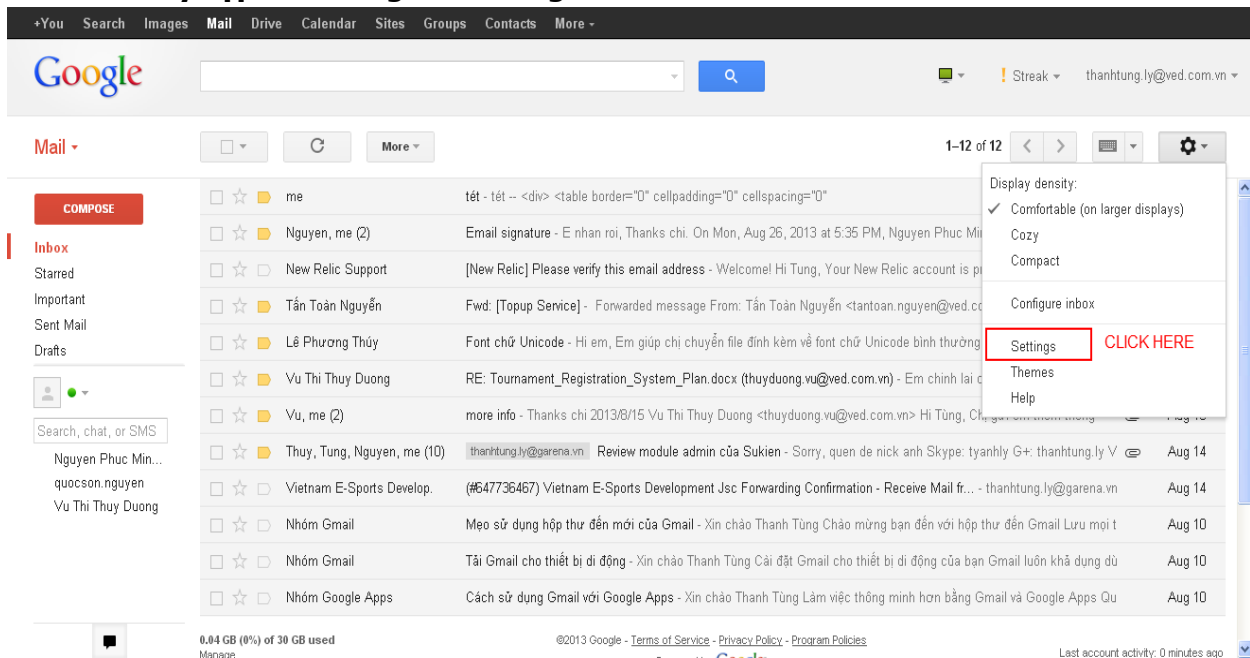 +You Search Images Mail Drive Calendar Sites Groups Contacts More
Google
Streak thanhtung.ly@ved.com.vn
Mail More 1–12 of 12
Display density:
Comfortable (on larger displays)
Cozy
Compact
Configure inbox
Settings CLICK HERE
Themes
Help
COMPOSE
Inbox
Starred
Important
Sent Mail
Drafts
Search, chat, or SMS
Nguyen Phuc Min...
quocson.nguyen
Vu Thi Thuy Duong
me tét - tét -- <div> <table border="0" cellpadding="0" cellspacing="0"
Nguyen, me (2) Email signature - E nhan roi, Thanks chi. On Mon, Aug 26, 2013 at 5:35 PM, Nguyen Phuc Mi
New Relic Support [New Relic] Please verify this email address - Welcome! Hi Tung, Your New Relic account is
Tấn Toàn Nguyễn Fwd: [Topup Service] - Forwarded message From: Tấn Toàn Nguyễn <tantoan.nguyen@ved.co
Lê Phương Thúy Font chữ Unicode - Hi em, Em giúp chị chuyển file đính kèm về font chữ Unicode bình thường
Vu Thi Thuy Duong RE: Tournament_Registration_System_Plan.docx (thuyduong.vu@ved.com.vn) - Em chinh lai
Vu, me (2) more info - Thanks chi 2013/8/15 Vu Thi Thuy Duong <thuyduong.vu@ved.com.vn> Hi Tùng,
Thuy, Tung, Nguyen, me (10) thanhtung.ly@garena.vn Review module admin của Sukien - Sorry, quen de nick anh Skype: tyanhly G+: thanhtung.ly V Aug 14
Vietnam E-Sports Develop. (#647736467) Vietnam E-Sports Development Jsc Forwarding Confirmation - Receive Mail fr... - thanhtung.ly@garena.vn Aug 14
Nhóm Gmail Mẹo sử dụng hộp thư đến mới của Gmail - Xin chào Thanh Tùng Chào mừng bạn đến với hộp thư đến Gmail Lưu mọi t Aug 10
Nhóm Gmail Tải Gmail cho thiết bị di động - Xin chào Thanh Tùng Cài đặt Gmail cho thiết bị di động của bạn Gmail luôn khả dụng dù Aug 10
Nhóm Google Apps Cách sử dụng Gmail với Google Apps - Xin chào Thanh Tùng Làm việc thông minh hơn bằng Gmail và Google Apps Qu Aug 10
0.04 GB (0%) of 30 GB used
Manage
©2013 Google - Terms of Service - Privacy Policy - Program Policies
Last account activity: 0 minutes ago